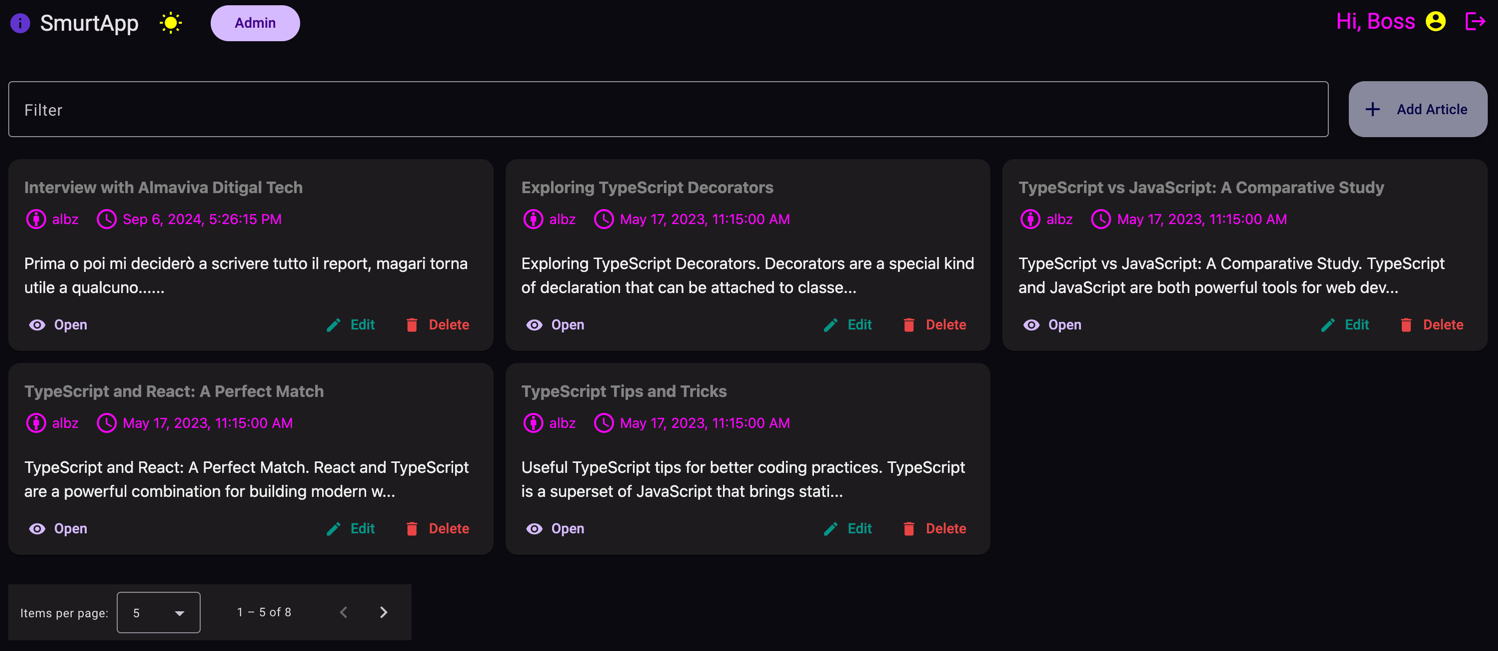 SmurtApp
Admin
Hi, Boss
Filter
Add Article
Interview with Almaviva Ditigal Tech
albz
Sep 6, 2024, 5:26:15 PM
Prima o poi mi deciderò a scrivere tutto il report, magari torna
utile a qualcuno......
Open
Edit
Delete
Exploring TypeScript Decorators
albz
May 17, 2023, 11:15:00 AM
Exploring TypeScript Decorators. Decorators are a special kind
of declaration that can be attached to classe...
Open
Edit
Delete
TypeScript vs JavaScript: A Comparative Study
albz
May 17, 2023, 11:15:00 AM
TypeScript vs JavaScript: A Comparative Study. TypeScript
and JavaScript are both powerful tools for web dev...
Open
Edit
Delete
TypeScript and React: A Perfect Match
albz
May 17, 2023, 11:15:00 AM
TypeScript and React: A Perfect Match. React and TypeScript
are a powerful combination for building modern w...
Open
Edit
Delete
TypeScript Tips and Tricks
albz
May 17, 2023, 11:15:00 AM
Useful TypeScript tips for better coding practices. TypeScript
is a superset of JavaScript that brings stati...
Open
Edit
Delete
Items per page:
5
1 – 5 of 8